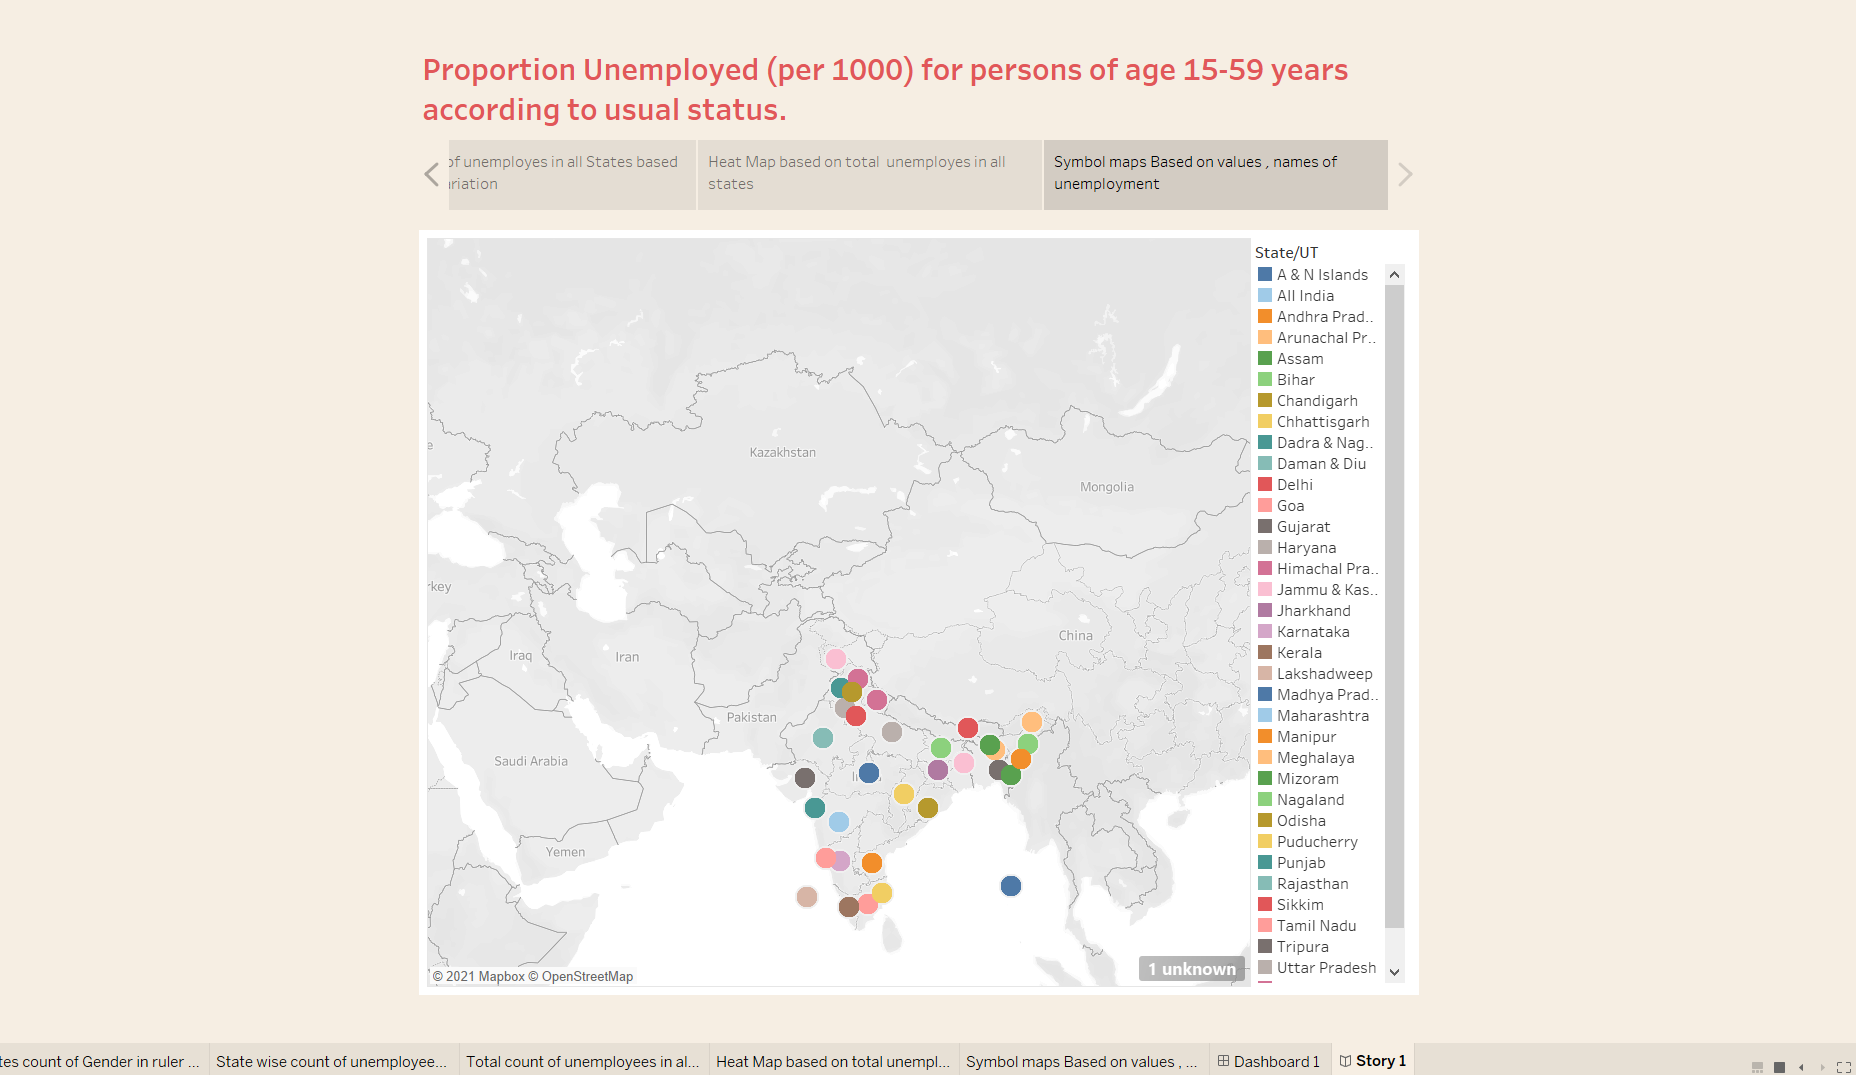 Proportion Unemployed (per 1000) for persons of age 15-59 years
according to usual status.
of unemployes in all States based
riation
Heat Map based on total unemployes in all
states
Symbol maps Based on values , names of
unemployment
Kazakhstan
Mongolia
rkey
Iraq
Iran
China
Pakistan
Saudi Arabia
Yemen
© 2021 Mapbox © OpenStreetMap
1 unknown
State/UT
A & N Islands
All India
Andhra Prad..
Arunachal Pr..
Assam
Bihar
Chandigarh
Chhattisgarh
Dadra & Nag..
Daman & Diu
Delhi
Goa
Gujarat
Haryana
Himachal Pra..
Jammu & Kas..
Jharkhand
Karnataka
Kerala
Lakshadweep
Madhya Prad..
Maharashtra
Manipur
Meghalaya
Mizoram
Nagaland
Odisha
Puducherry
Punjab
Rajasthan
Sikkim
Tamil Nadu
Tripura
Uttar Pradesh
tes count of Gender in ruler ...
State wise count of unemployee...
Total count of unemployees in al...
Heat Map based on total unempl...
Symbol maps Based on values , ...
Dashboard 1
Story 1